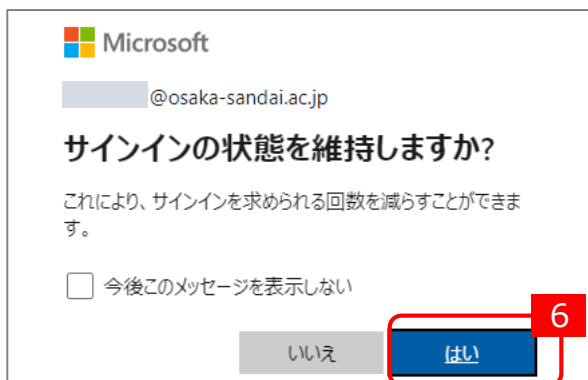 Microsoft
@osaka-sandai.ac.jp
サインインの状態を維持しますか?
これにより、サインインを求められる回数を減らすことができま
す。
今後このメッセージを表示しない
6
いいえ はい